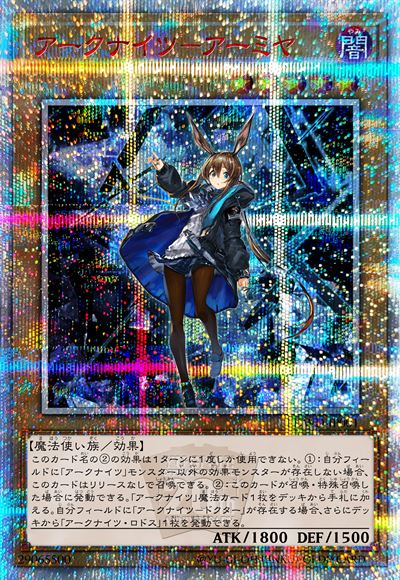 アークナイツーアーミヤ
闇
【魔法使い族／効果】
このカード名の②の効果は1ターンに1度しか使用できない。①:自分フィ
ールドに「アークナイツ」モンスター以外の効果モンスターが存在しない場合、
このカードはリリースなしで召喚できる。②:このカードが召喚・特殊召喚し
た場合に発動できる。「アークナイツ」魔法カード1枚をデッキから手札に加
える。自分フィールドに「アークナイツードクター」が存在する場合、さらにデッ
キから「アークナイツ・ロドス」1枚を発動できる。
ATK/1800 DEF/1500
29065500